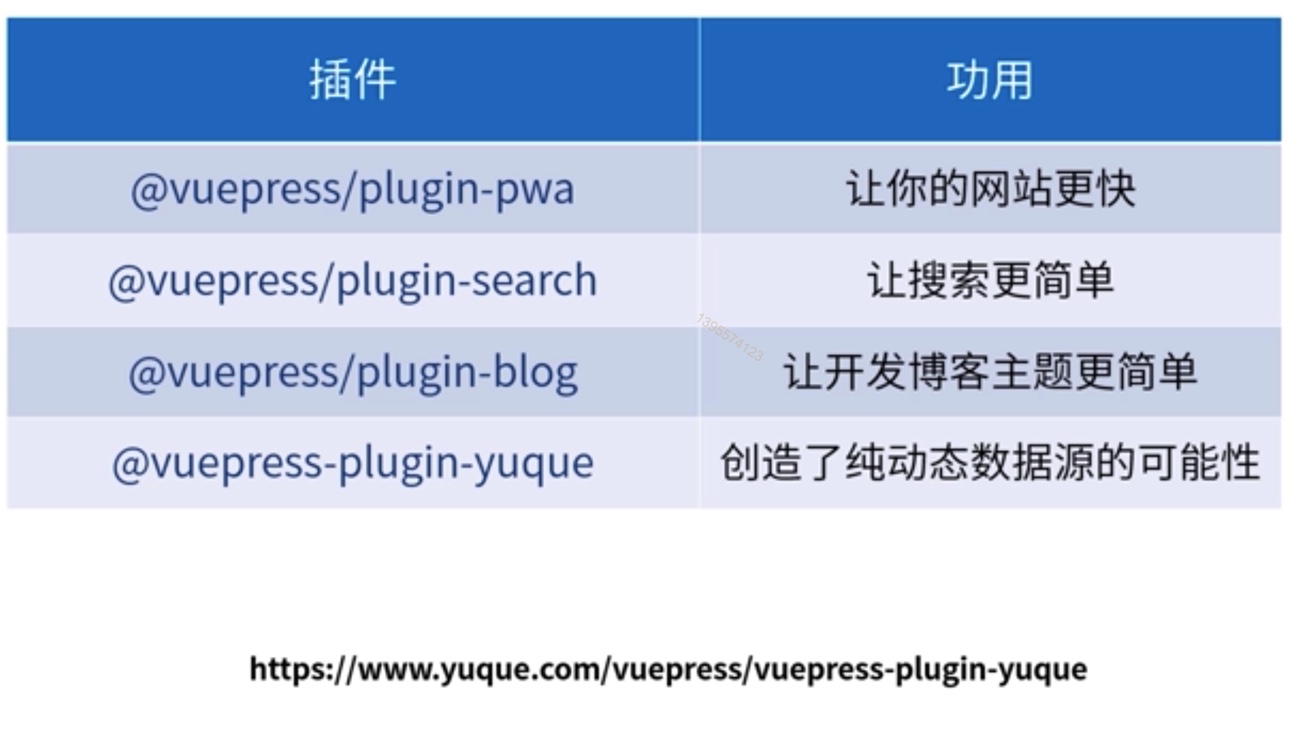 插件 功用
@vuepress/plugin-pwa 让你的网站更快
@vuepress/plugin-search 让搜索更简单
1395574123
@vuepress/plugin-blog 让开发博客主题更简单
@vuepress-plugin-yuque 创造了纯动态数据源的可能性
https://www.yuque.com/vuepress/vuepress-plugin-yuque